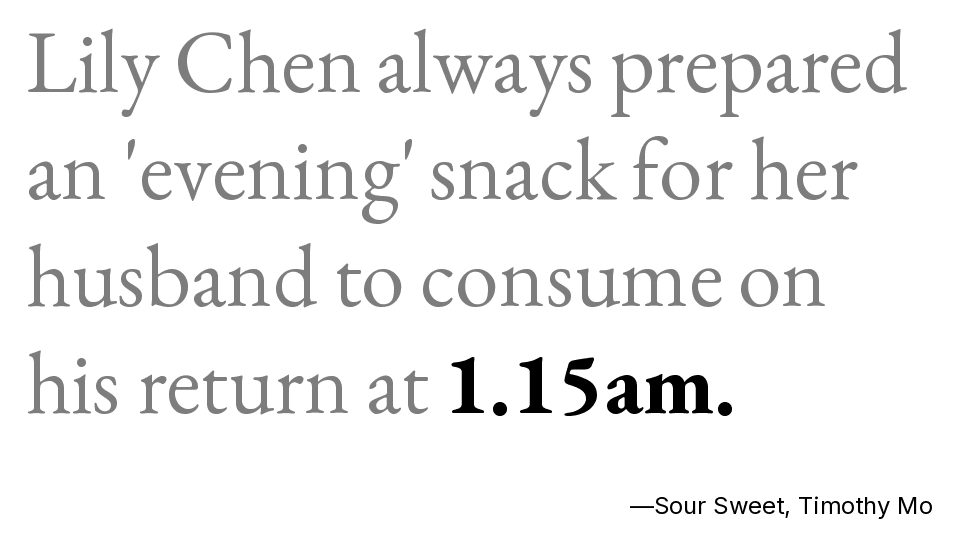 Lily Chen always prepared
an 'evening' snack for her
husband to consume on
his return at 1.15am.
—Sour Sweet, Timothy Mo